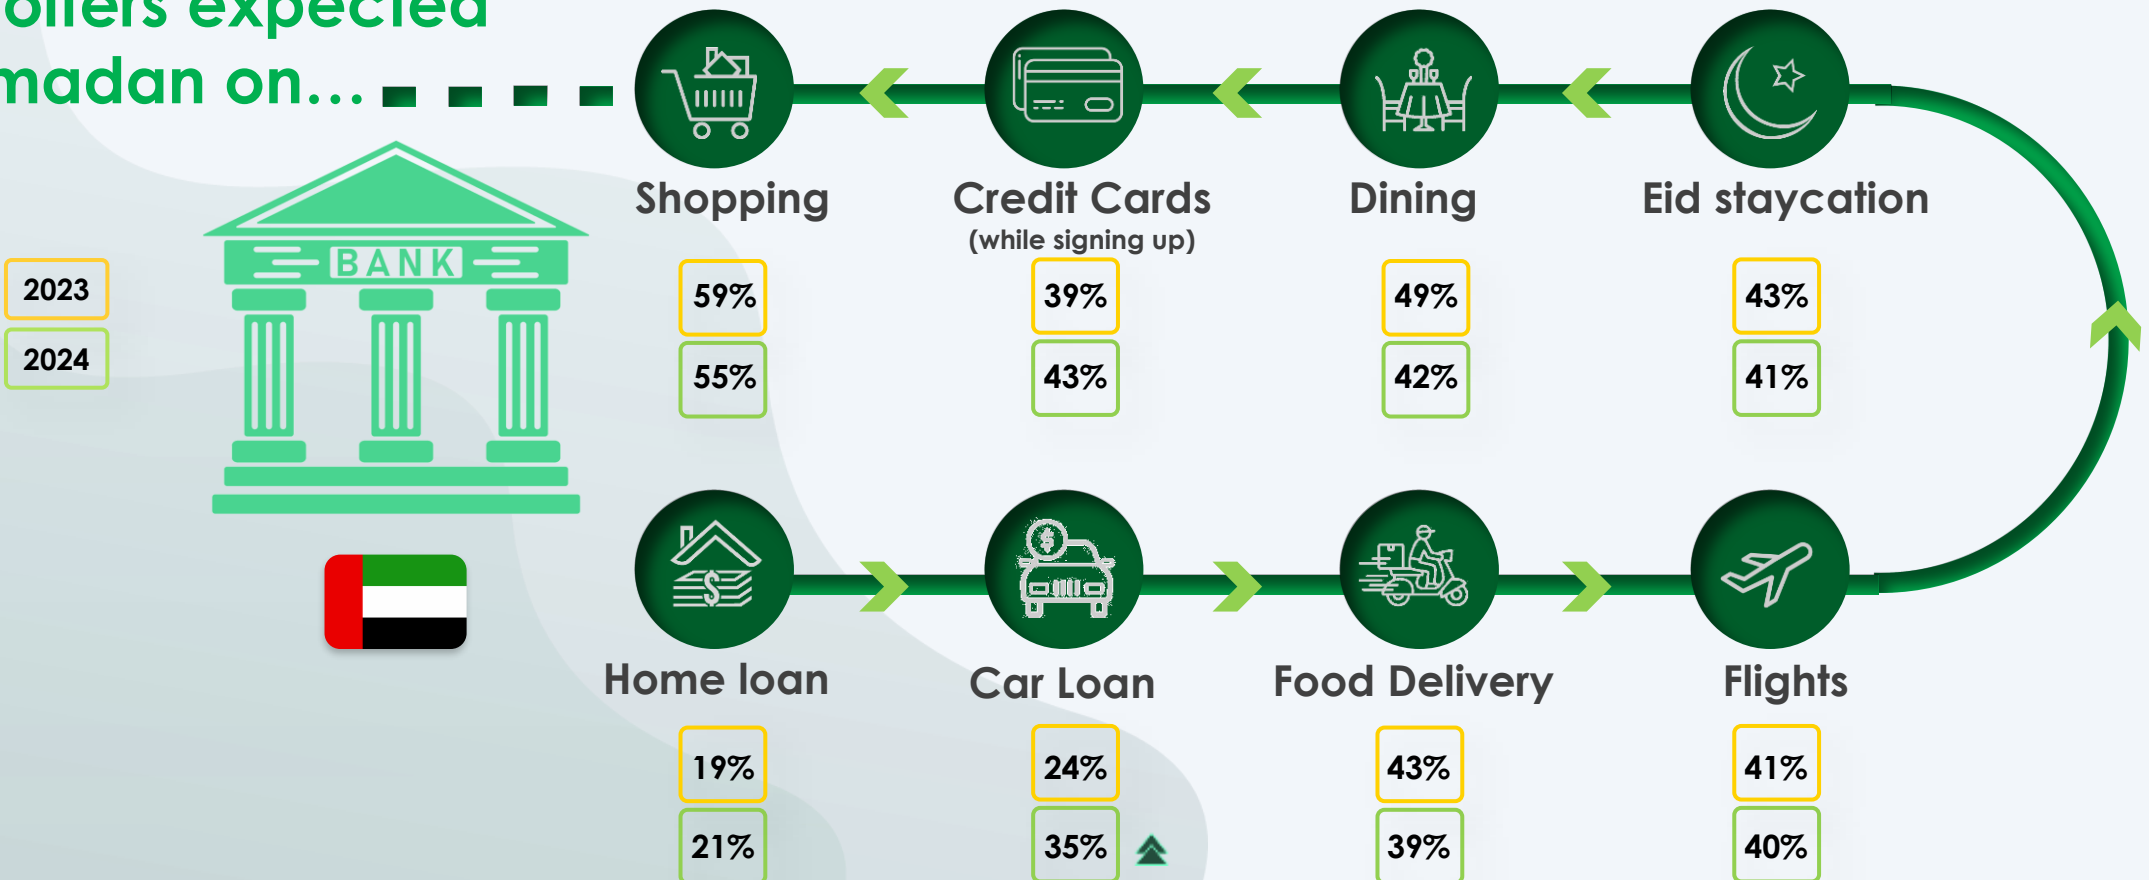 offers expected
madan on...
BANK
2023
2024
Shopping
59%
55%
Credit Cards
(while signing up)
39%
43%
Dining
49%
42%
Eid staycation
43%
41%
Home loan
19%
21%
Car Loan
24%
35%
Food Delivery
43%
39%
Flights
41%
40%